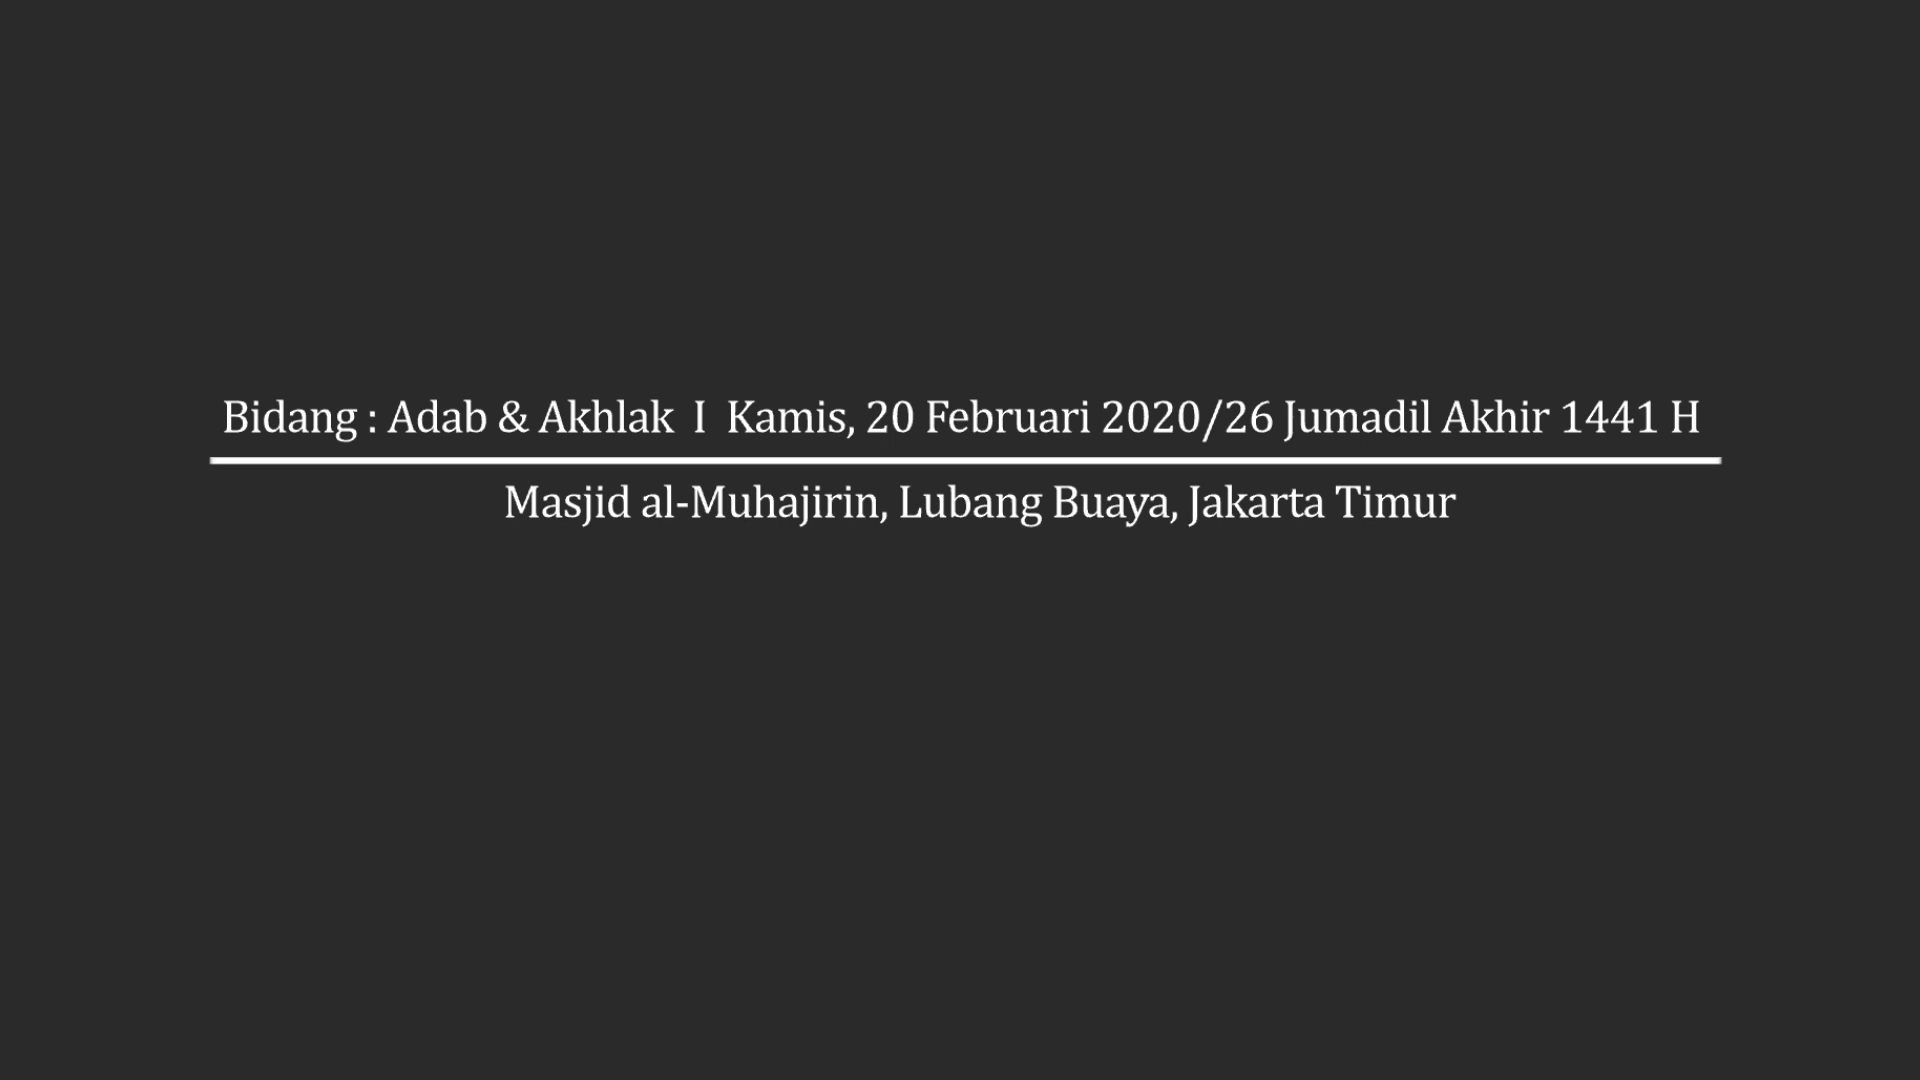 Bidang : Adab & Akhlak I Kamis, 20 Februari 2020/26 Jumadil Akhir 1441 H
Masjid al-Muhajirin, Lubang Buaya, Jakarta Timur